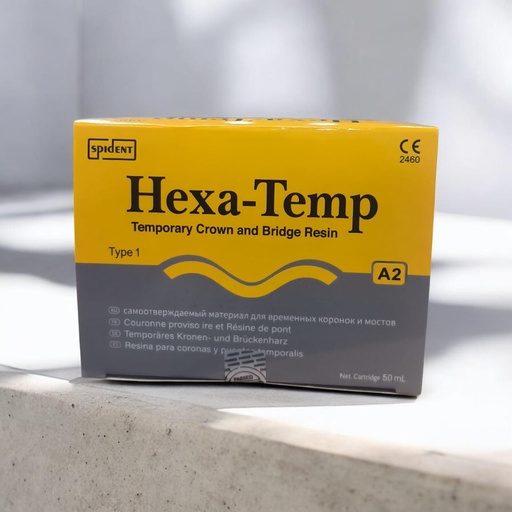 SPIDENT
CE
2460
Hexa-Temp
Temporary Crown and Bridge Resin
Type 1
A2
RU самоотверждаемый материал для временных коронок и мостов
Couronne proviso ire et Résine de pont
Temporäres Kronen- und Brückenharz
Resina para coronas y temporalis
Net. Cartridge 50 mL